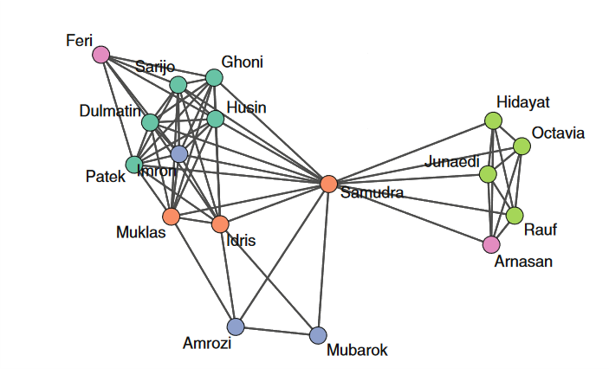 Feri
Sarijo
Ghoni
Dulmatin
Husin
Hidayat
Octavia
Junaedi
Patek
Imron
Samudra
Muklas
Idris
Rauf
Arnasan
Amrozi
Mubarok